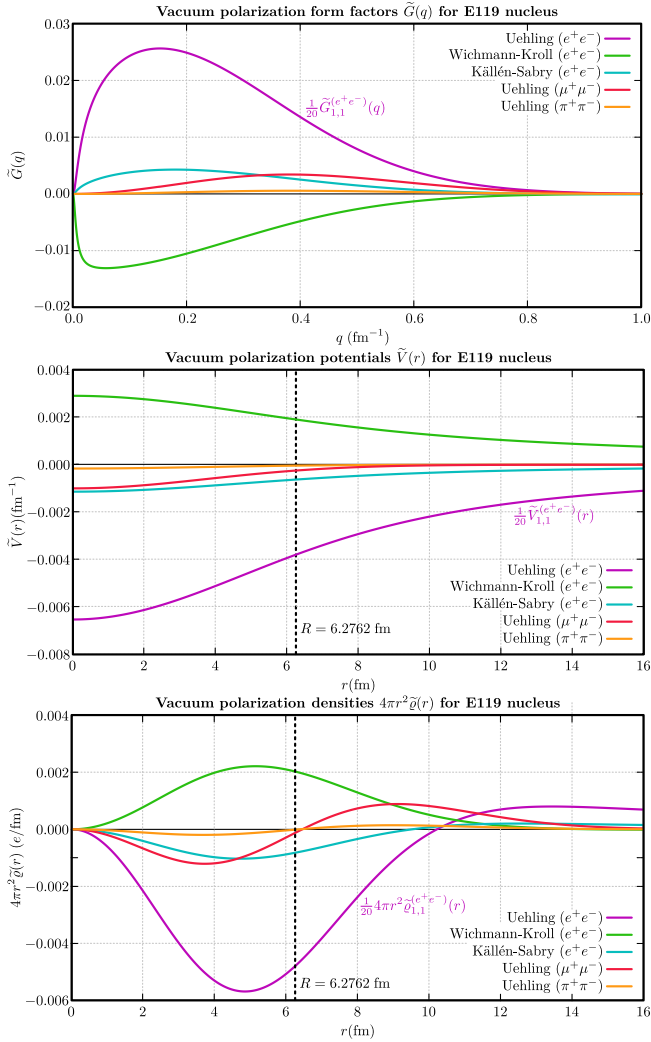 Vacuum polarization form factors G̃(q) for E119 nucleus
0.03
0.02
0.01
0.00
−0.01
−0.02
G̃(q)
Uehling (e⁺e⁻)
Wichmann-Kroll (e⁺e⁻)
Källén-Sabry (e⁺e⁻)
Uehling (μ⁺μ⁻)
Uehling (π⁺π⁻)
1/20 G̃₁,₁^(e⁺e⁻)(q)
0.0 0.2 0.4 0.6 0.8 1.0
q (fm⁻¹)
Vacuum polarization potentials Ṽ(r) for E119 nucleus
0.004
0.002
0.000
−0.002
−0.004
−0.006
−0.008
Ṽ(r)(fm⁻¹)
1/20 Ṽ₁,₁^(e⁺e⁻)(r)
Uehling (e⁺e⁻)
Wichmann-Kroll (e⁺e⁻)
Källén-Sabry (e⁺e⁻)
Uehling (μ⁺μ⁻)
Uehling (π⁺π⁻)
R = 6.2762 fm
0 2 4 6 8 10 12 14 16
r(fm)
Vacuum polarization densities 4πr²ϱ̃(r) for E119 nucleus
0.004
0.002
0.000
−0.002
−0.004
−0.006
4πr²ϱ̃(r) (e/fm)
1/20 4πr²ϱ̃₁,₁^(e⁺e⁻)(r)
Uehling (e⁺e⁻)
Wichmann-Kroll (e⁺e⁻)
Källén-Sabry (e⁺e⁻)
Uehling (μ⁺μ⁻)
Uehling (π⁺π⁻)
R = 6.2762 fm
0 2 4 6 8 10 12 14 16
r(fm)